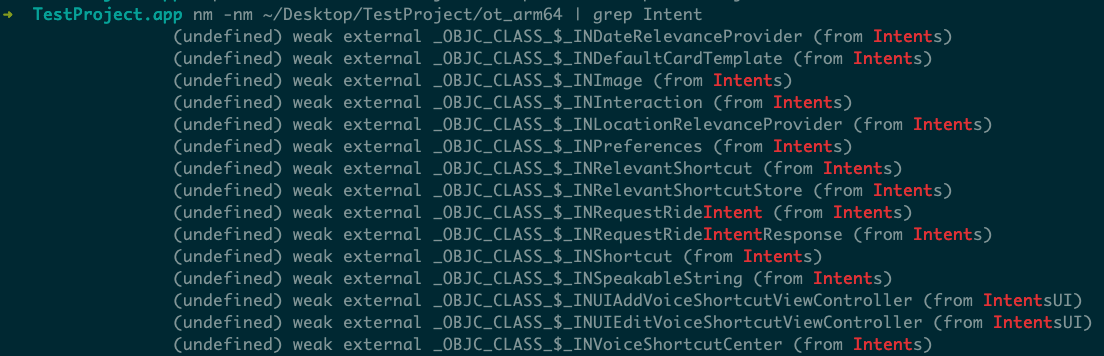 ➜  TestProject.app nm -nm ~/Desktop/TestProject/ot_arm64 | grep Intent
(undefined) weak external _OBJC_CLASS_$_INDateRelevanceProvider (from Intents)
(undefined) weak external _OBJC_CLASS_$_INDefaultCardTemplate (from Intents)
(undefined) weak external _OBJC_CLASS_$_INImage (from Intents)
(undefined) weak external _OBJC_CLASS_$_INInteraction (from Intents)
(undefined) weak external _OBJC_CLASS_$_INLocationRelevanceProvider (from Intents)
(undefined) weak external _OBJC_CLASS_$_INPreferences (from Intents)
(undefined) weak external _OBJC_CLASS_$_INRelevantShortcut (from Intents)
(undefined) weak external _OBJC_CLASS_$_INRelevantShortcutStore (from Intents)
(undefined) weak external _OBJC_CLASS_$_INRequestRideIntent (from Intents)
(undefined) weak external _OBJC_CLASS_$_INRequestRideIntentResponse (from Intents)
(undefined) weak external _OBJC_CLASS_$_INShortcut (from Intents)
(undefined) weak external _OBJC_CLASS_$_INSpeakableString (from Intents)
(undefined) weak external _OBJC_CLASS_$_INUIAddVoiceShortcutViewController (from IntentsUI)
(undefined) weak external _OBJC_CLASS_$_INUIEditVoiceShortcutViewController (from IntentsUI)
(undefined) weak external _OBJC_CLASS_$_INVoiceShortcutCenter (from Intents)